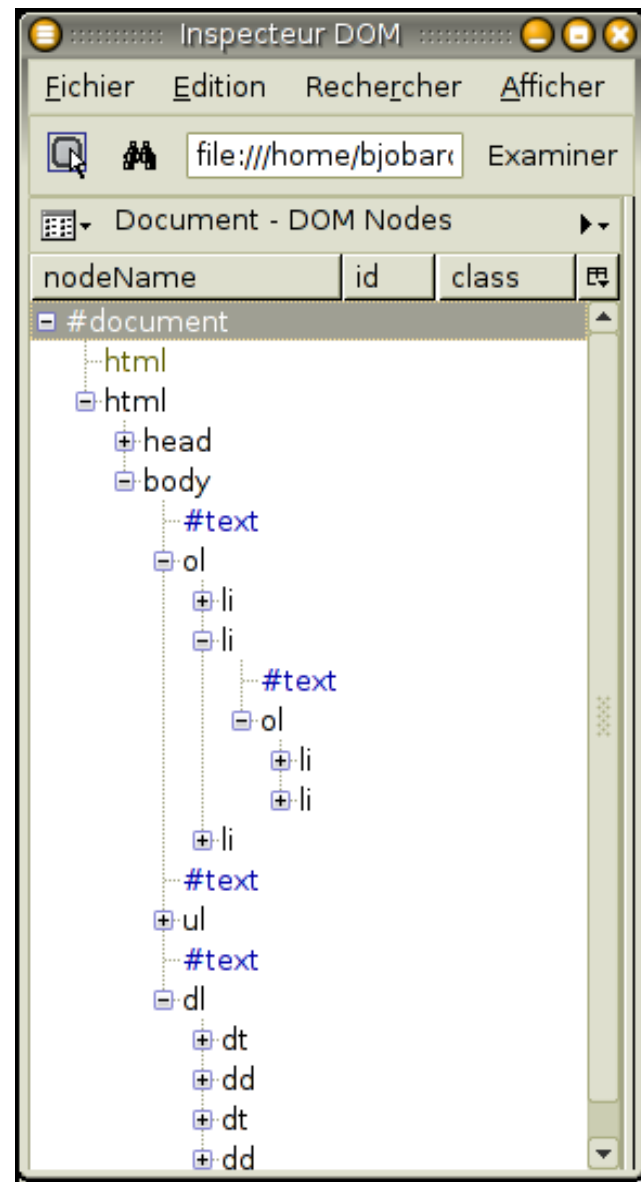 Inspecteur DOM
Fichier Edition Rechercher Afficher
file:///home/bjobard Examiner
Document - DOM Nodes
nodeName id class
#document
html
html
head
body
#text
ol
li
li
#text
ol
li
li
li
#text
ul
#text
dl
dt
dd
dt
dd